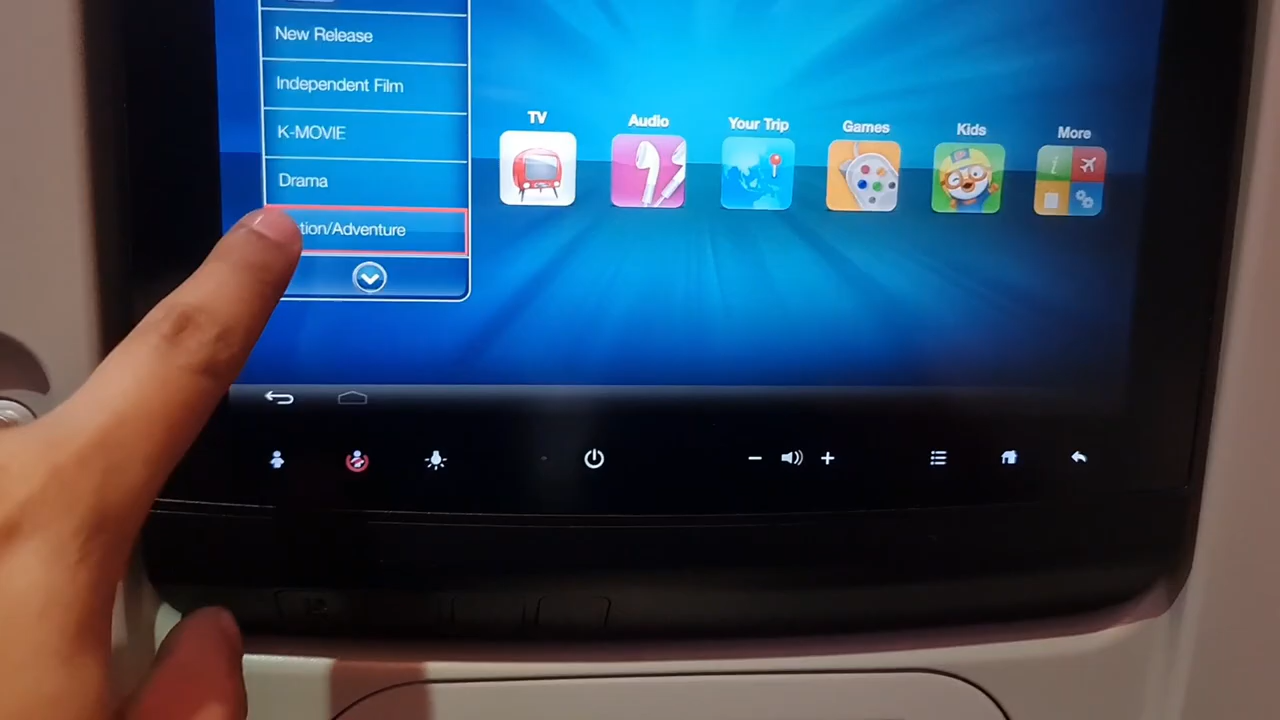 New Release
Independent Film
K-MOVIE
Drama
tion/Adventure
TV
Audio
Your Trip
Games
Kids
More